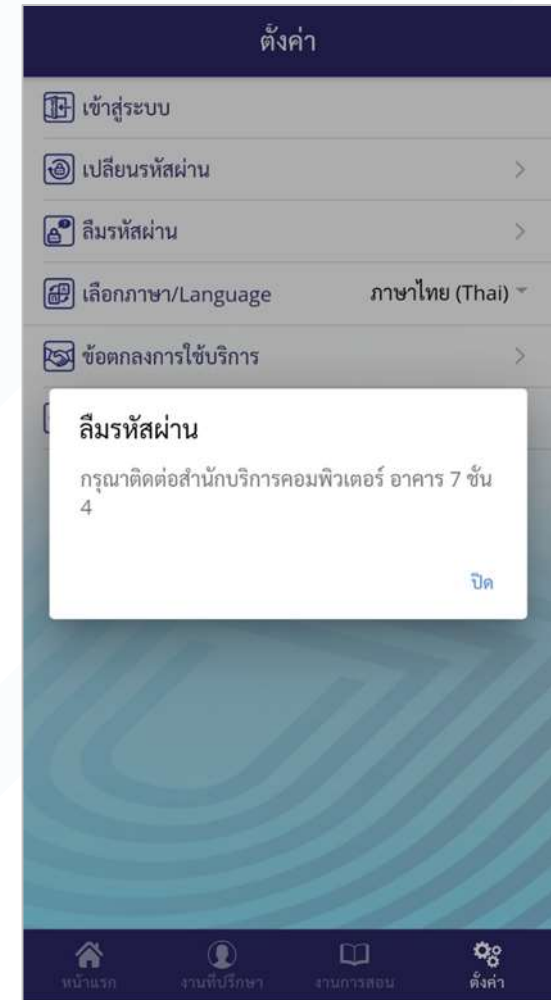 ตั้งค่า
เข้าสู่ระบบ
เปลี่ยนรหัสผ่าน
ลืมรหัสผ่าน
เลือกภาษา/Language ภาษาไทย (Thai)
ข้อตกลงการใช้บริการ
ลืมรหัสผ่าน
กรุณาติดต่อสำนักบริการคอมพิวเตอร์ อาคาร 7 ชั้น
4
ปิด
หน้าแรก งานที่ปรึกษา งานการสอน ตั้งค่า